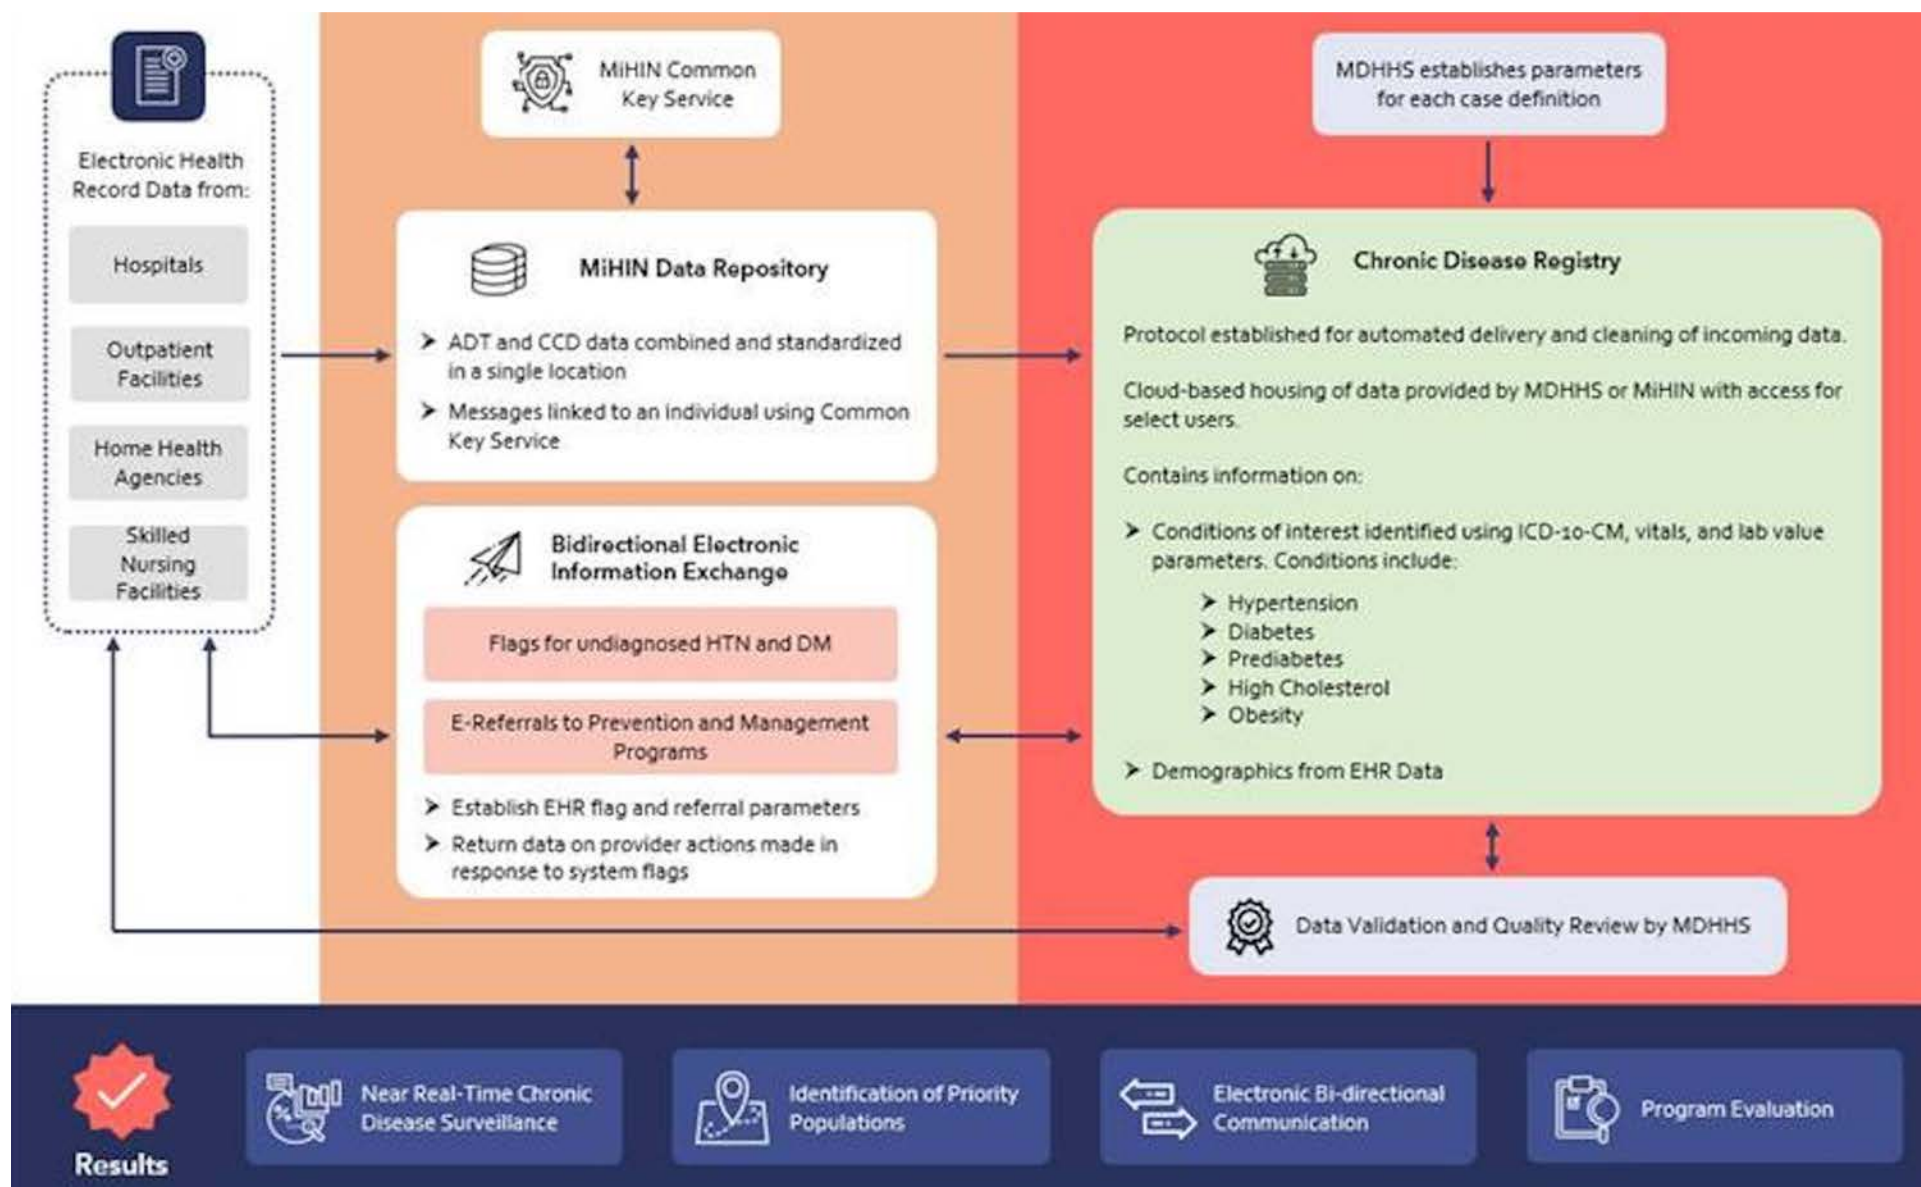 Electronic Health
Record Data from:
Hospitals
Outpatient
Facilities
Home Health
Agencies
Skilled
Nursing
Facilities
MiHIN Common
Key Service
MiHIN Data Repository
➤ ADT and CCD data combined and standardized
in a single location
➤ Messages linked to an individual using Common
Key Service
Bidirectional Electronic
Information Exchange
Flags for undiagnosed HTN and DM
E-Referrals to Prevention and Management
Programs
➤ Establish EHR flag and referral parameters
➤ Return data on provider actions made in
response to system flags
MDHHS establishes parameters
for each case definition
Chronic Disease Registry
Protocol established for automated delivery and cleaning of incoming data.
Cloud-based housing of data provided by MDHHS or MiHIN with access for
select users.
Contains information on:
➤ Conditions of interest identified using ICD-10-CM, vitals, and lab value
parameters. Conditions include:
➤ Hypertension
➤ Diabetes
➤ Prediabetes
➤ High Cholesterol
➤ Obesity
➤ Demographics from EHR Data
Data Validation and Quality Review by MDHHS
Results
Near Real-Time Chronic
Disease Surveillance
Identification of Priority
Populations
Electronic Bi-directional
Communication
Program Evaluation